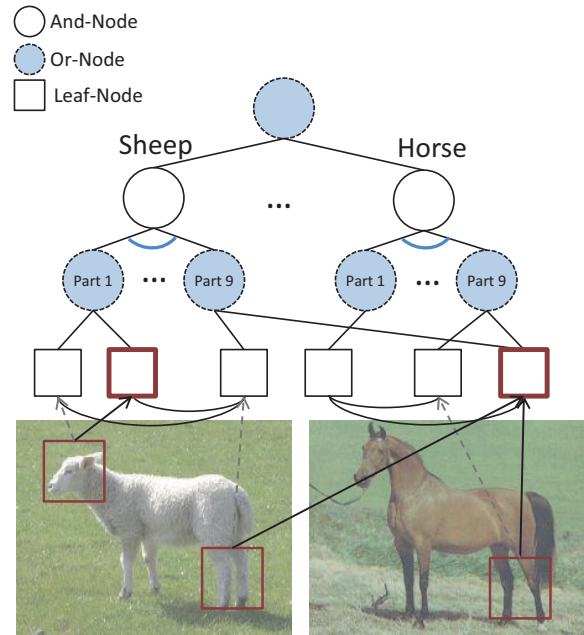 And-Node
Or-Node
Leaf-Node
Sheep
Horse
...
Part 1
...
Part 9
Part 1
...
Part 9